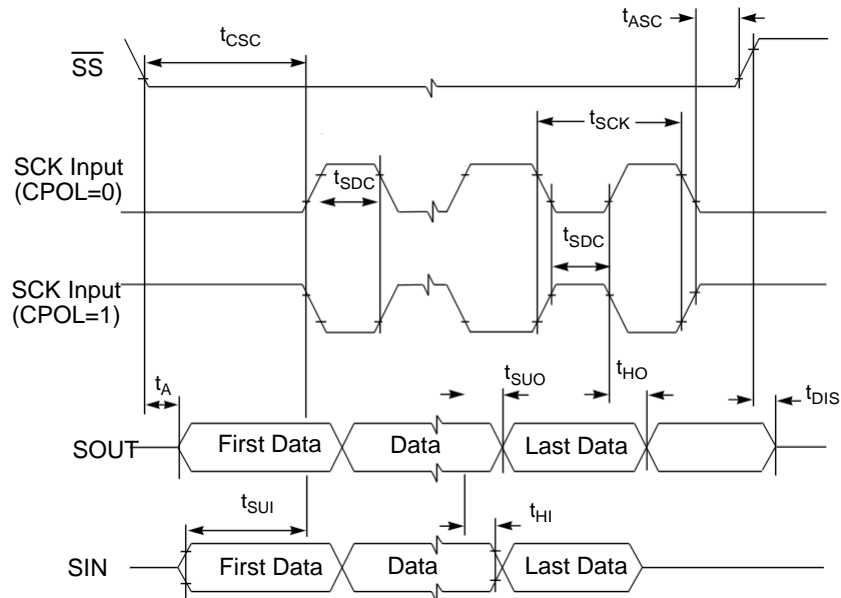 tASC
tCSC
SS
tSCK
SCK Input
(CPOL=0)
tSDC
tSDC
SCK Input
(CPOL=1)
tSUO
tHO
tA
tDIS
SOUT
First Data
Data
Last Data
tSUI
tHI
SIN
First Data
Data
Last Data